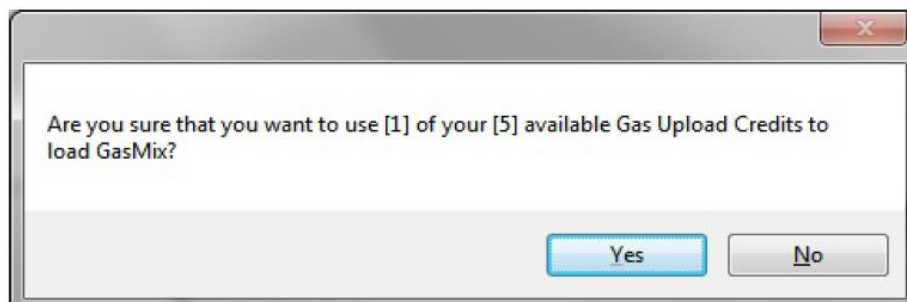 Are you sure that you want to use [1] of your [5] available Gas Upload Credits to
load GasMix?
Yes
No